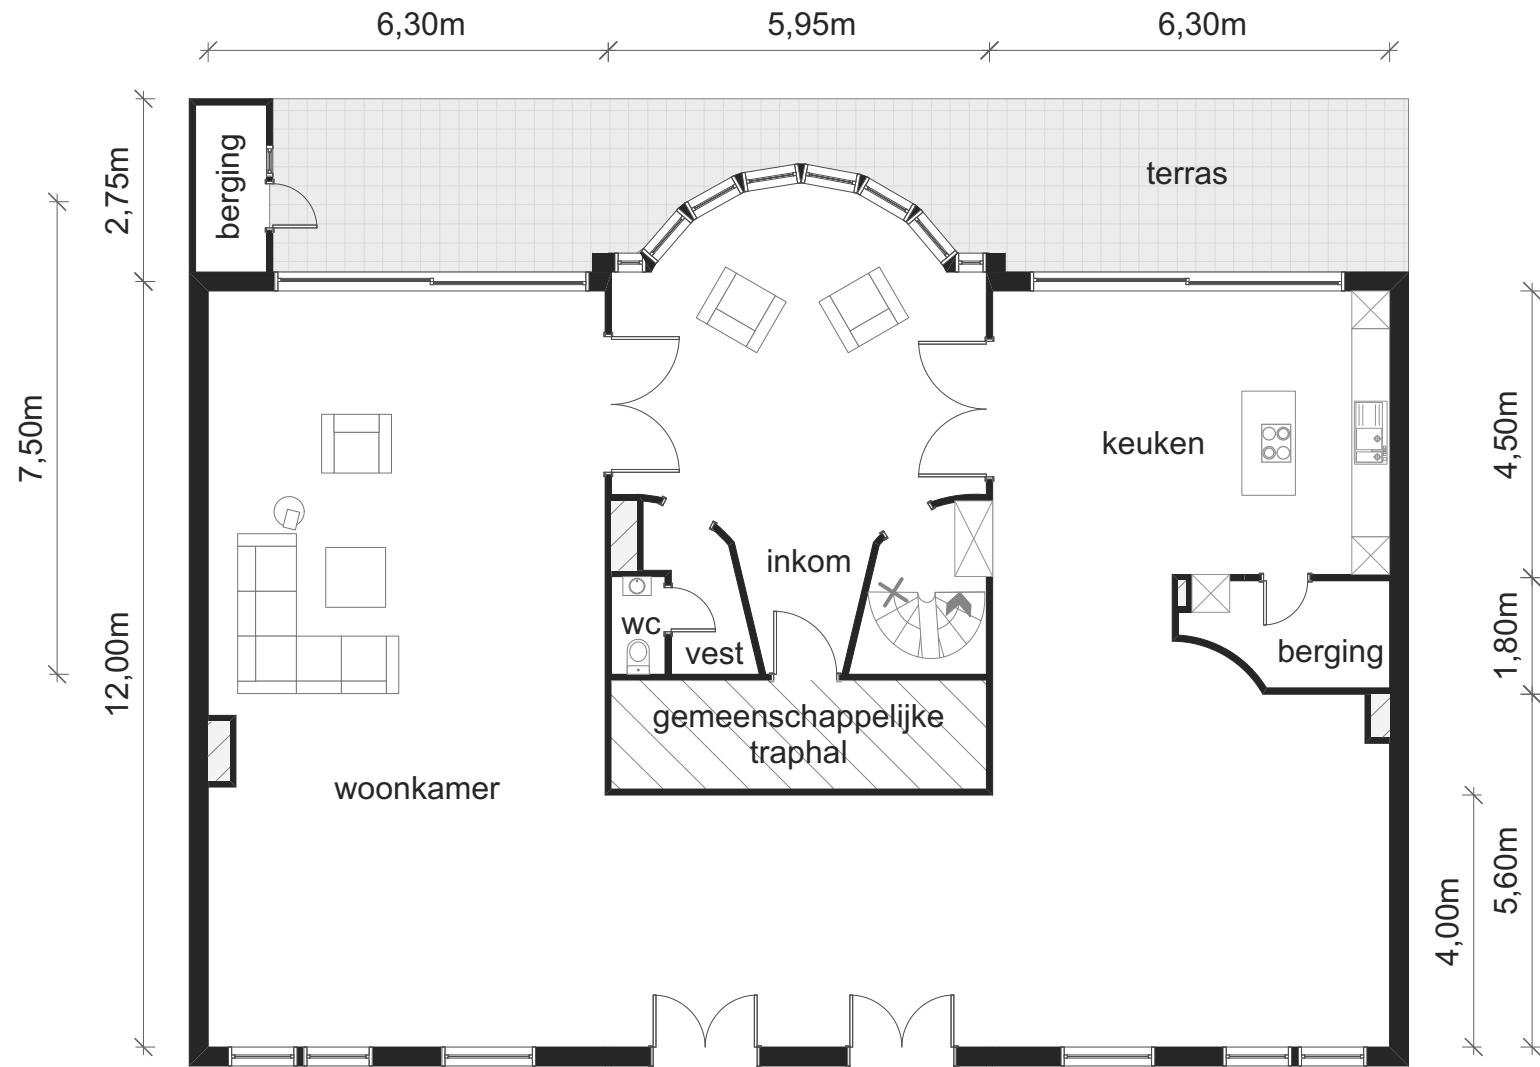 6,30m
5,95m
6,30m
berging
terras
2,75m
7,50m
keuken
4,50m
inkom
wc
vest
berging
1,80m
12,00m
gemeenschappelijke
traphal
woonkamer
4,00m
5,60m